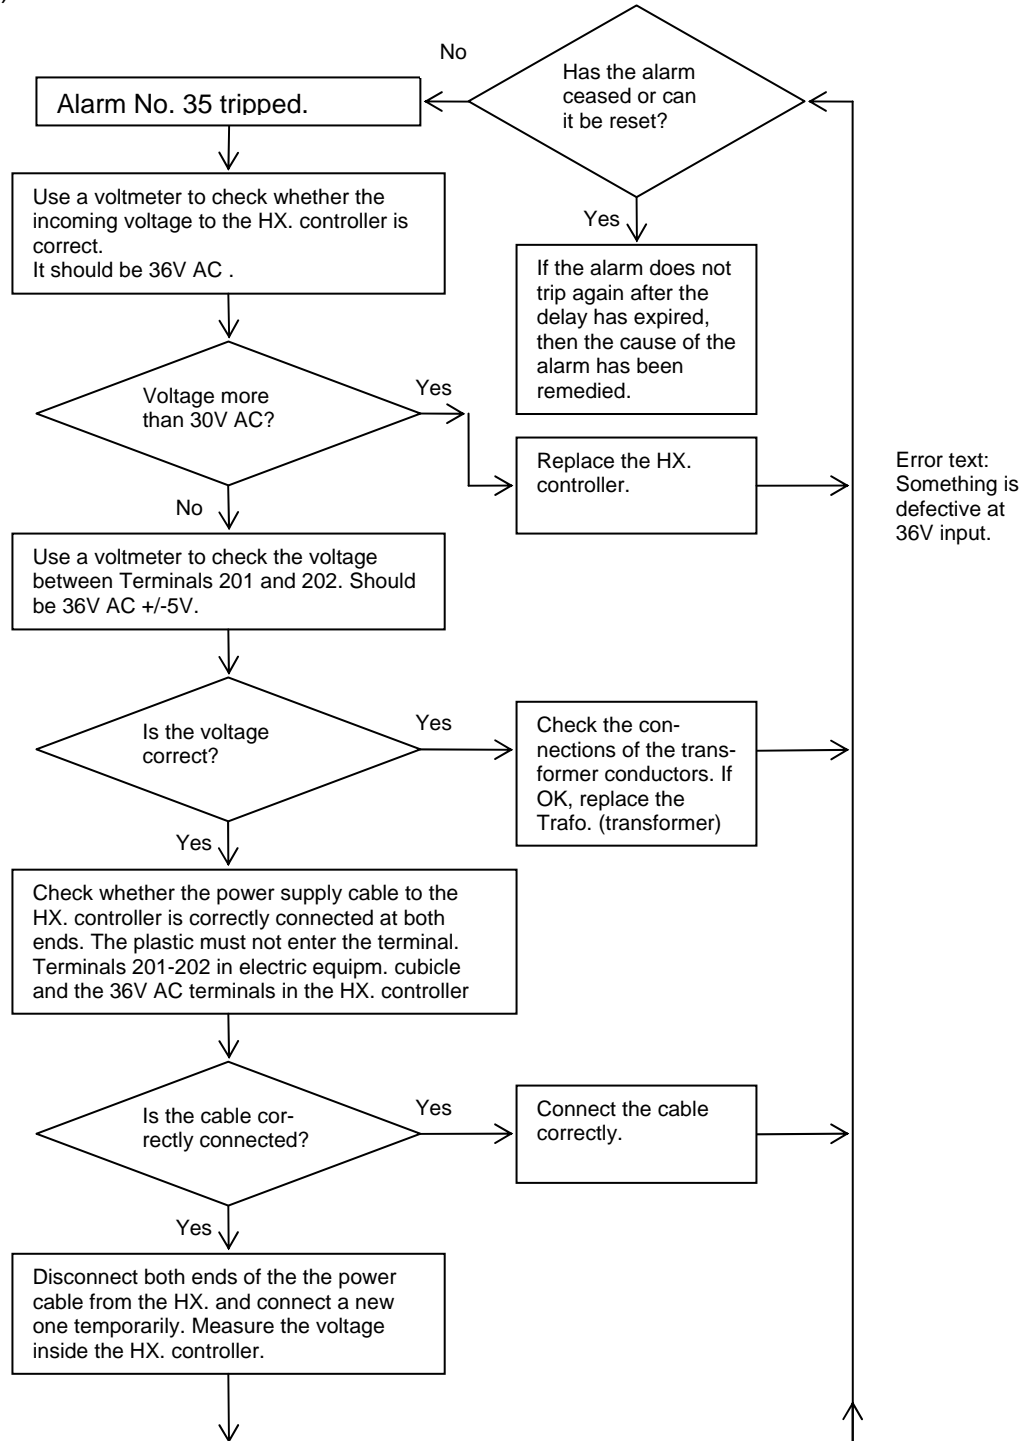 No
Has the alarm
ceased or can
it be reset?
Alarm No. 35 tripped.
Use a voltmeter to check whether the
incoming voltage to the HX. controller is
correct.
It should be 36V AC .
Yes
If the alarm does not
trip again after the
delay has expired,
then the cause of the
alarm has been
remedied.
Voltage more
than 30V AC?
Yes
Replace the HX.
controller.
Error text:
Something is
defective at
36V input.
No
Use a voltmeter to check the voltage
between Terminals 201 and 202. Should
be 36V AC +/-5V.
Is the voltage
correct?
Yes
Check the con-
nections of the trans-
former conductors. If
OK, replace the
Trafo. (transformer)
Yes
Check whether the power supply cable to the
HX. controller is correctly connected at both
ends. The plastic must not enter the terminal.
Terminals 201-202 in electric equipm. cubicle
and the 36V AC terminals in the HX. controller
Is the cable cor-
rectly connected?
Yes
Connect the cable
correctly.
Yes
Disconnect both ends of the the power
cable from the HX. and connect a new
one temporarily. Measure the voltage
inside the HX. controller.